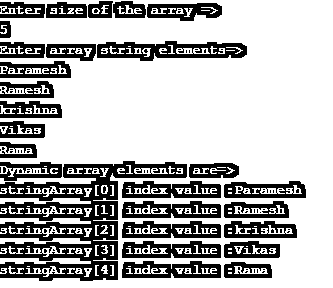 Enter size of the array =>
5
Enter array string elements=>
Paramesh
Ramesh
krishna
Vikas
Rama
Dynamic array elements are=>
stringArray[0] index value :Paramesh
stringArray[1] index value :Ramesh
stringArray[2] index value :krishna
stringArray[3] index value :Vikas
stringArray[4] index value :Rama